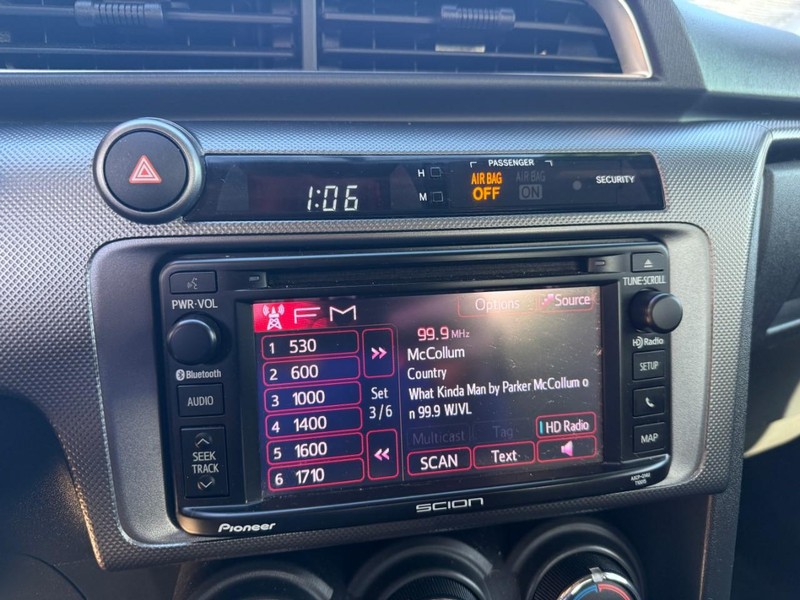 PASSENGER
1:06 H AIR BAG AIR BAG SECURITY
M OFF ON
PWR•VOL
TUNE•SCROLL
FM Options Source
99.9 MHz
1 530
McCollum
2 600
Country
3 1000
What Kinda Man by Parker McCollum o
n 99.9 WJVL
4 1400
5 1600
6 1710
Set
3/6
Multicast Tag HD Radio
SCAN Text
Bluetooth
AUDIO
SEEK
TRACK
HD Radio
SETUP
MAP
Pioneer
SCION